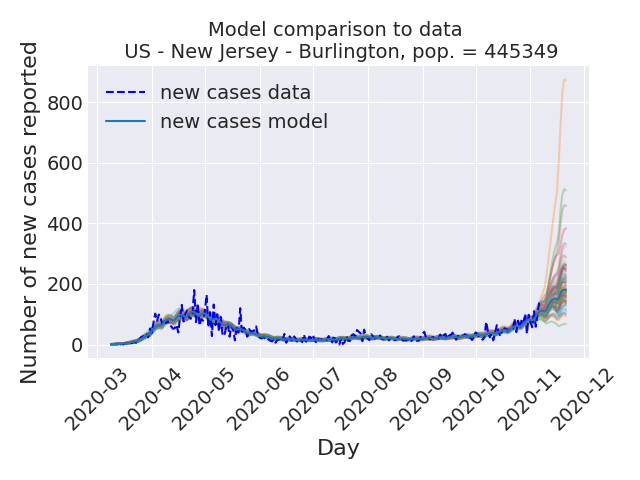 Model comparison to data
US - New Jersey - Burlington, pop. = 445349
Number of new cases reported
new cases data
new cases model
800
600
400
200
0
2020-03
2020-04
2020-05
2020-06
2020-07
2020-08
2020-09
2020-10
2020-11
2020-12
Day